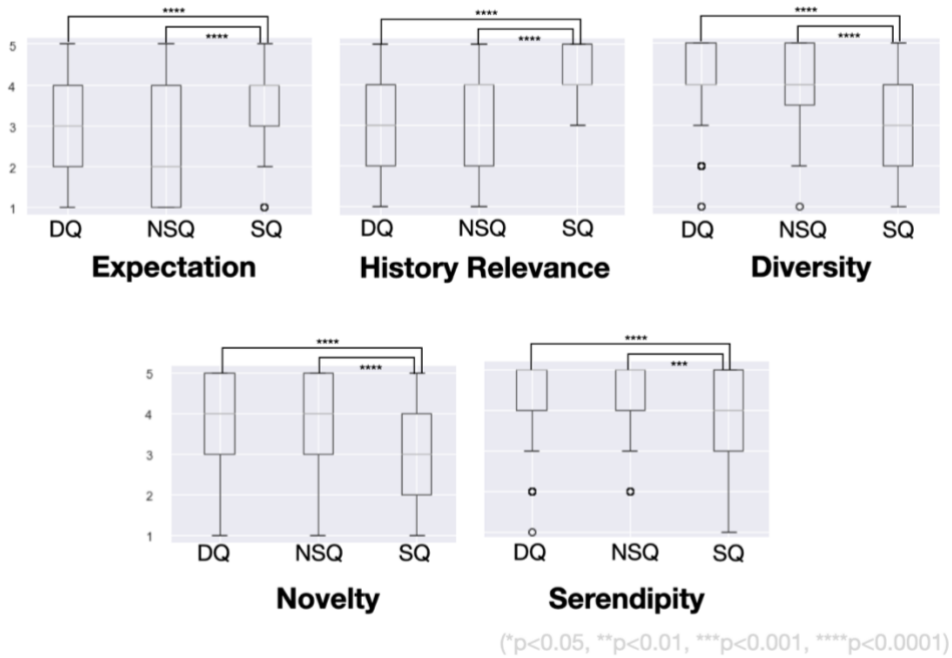 **** **** ****
**** **** ****
5
4
3
2
1
DQ NSQ SQ DQ NSQ SQ DQ NSQ SQ
Expectation History Relevance Diversity
**** ****
**** ***
5
4
3
2
1
DQ NSQ SQ DQ NSQ SQ
Novelty Serendipity
(*p<0.05, **p<0.01, ***p<0.001, ****p<0.0001)